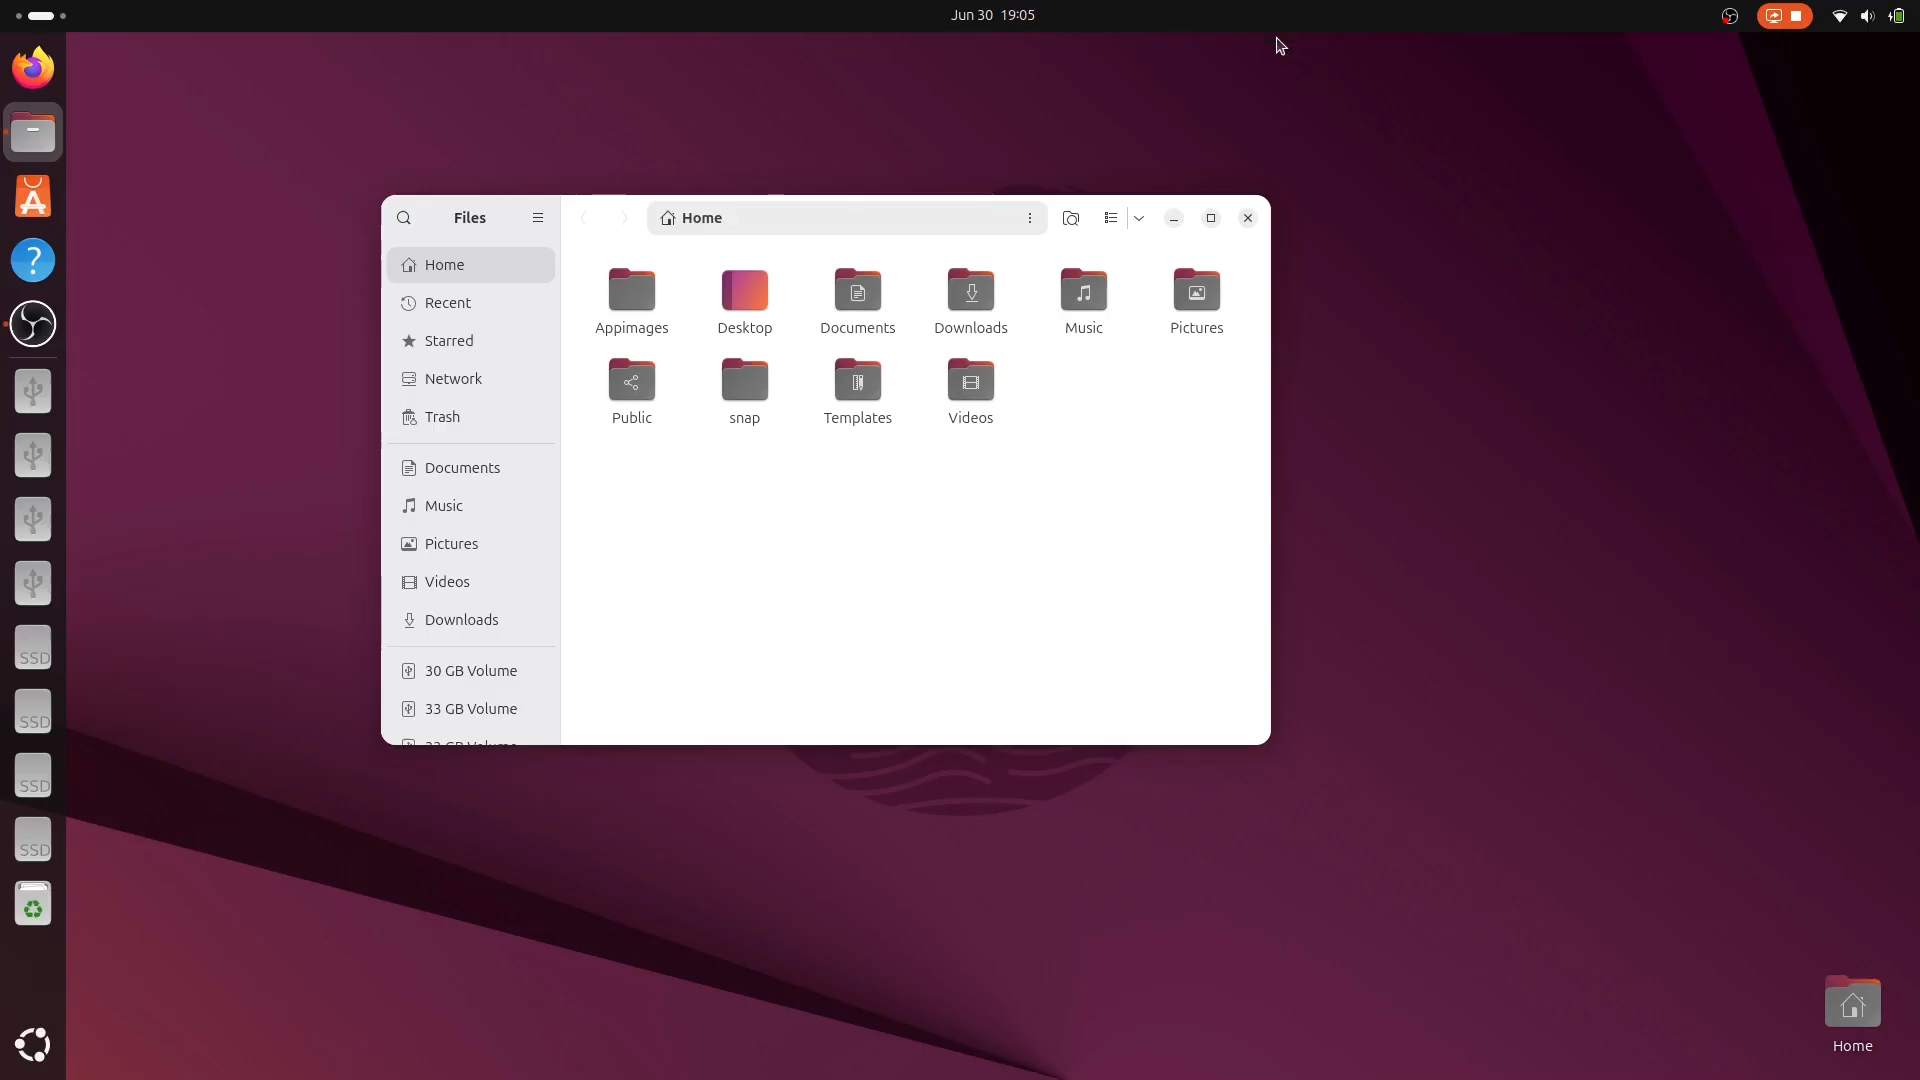 Jun 30 19:05
Files
Home
Home
Recent
Starred
Network
Trash
Documents
Music
Pictures
Videos
Downloads
30 GB Volume
33 GB Volume
Appimages
Desktop
Documents
Downloads
Music
Pictures
Public
snap
Templates
Videos
SSD
SSD
SSD
SSD
Home